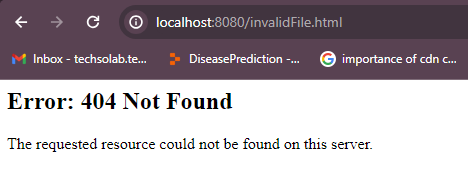 localhost:8080/invalidFile.html
Inbox - techsolab.te...
DiseasePrediction -...
importance of cdn c...
Error: 404 Not Found
The requested resource could not be found on this server.